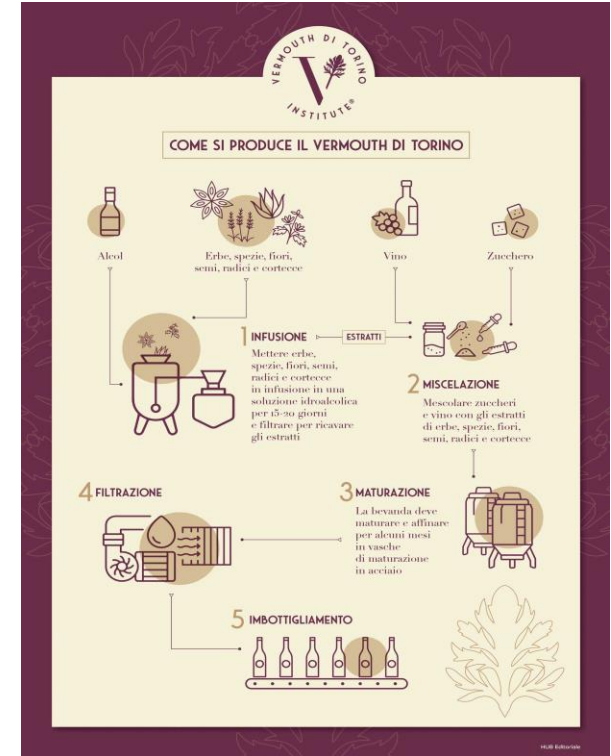 VERMOUTH DI TORINO
INSTITUTE®
COME SI PRODUCE IL VERMOUTH DI TORINO
Alcol
Erbe, spezie, fiori,
semi, radici e cortecce
Vino
Zucchero
1 INFUSIONE
Mettere erbe,
spezie, fiori, semi,
radici e cortecce
in infusione in una
soluzione idroalcolica
per 15-20 giorni
e filtrare per ricavare
gli estratti
ESTRATTI
2 MISCELAZIONE
Mescolare zuccheri
e vino con gli estratti
di erbe, spezie, fiori,
semi, radici e cortecce
3 MATURAZIONE
La bevanda deve
maturare e affinare
per alcuni mesi
in vasche
di maturazione
in acciaio
4 FILTRAZIONE
5 IMBOTTIGLIAMENTO
HUB Editoriale